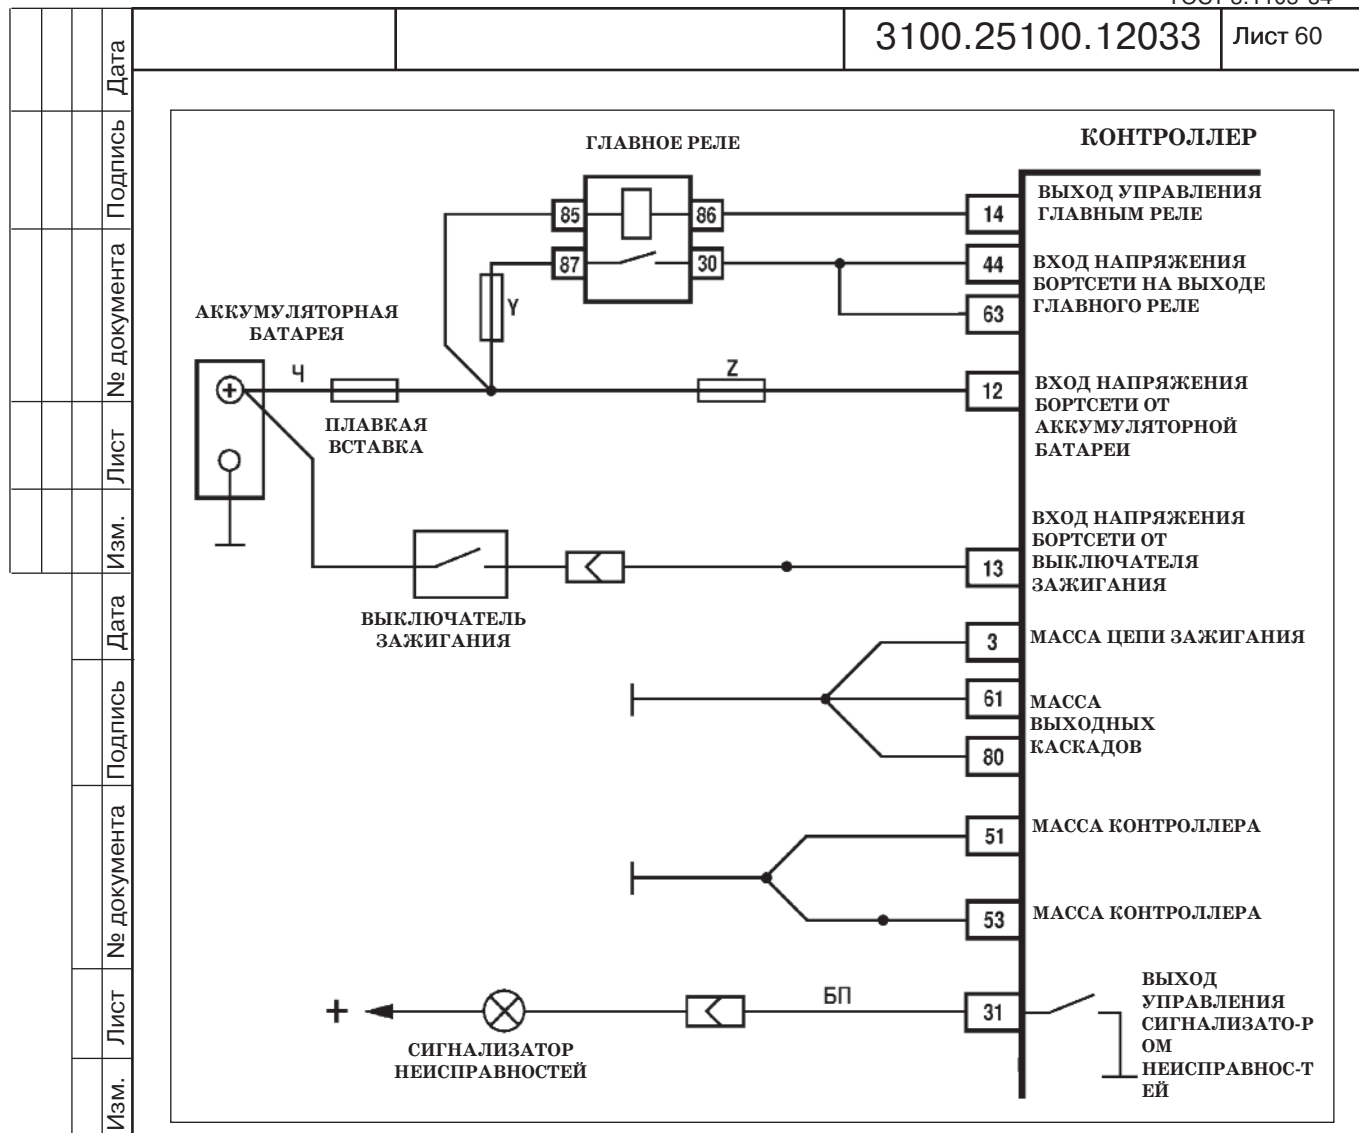 3100.25100.12033
Лист 60
Дата
Подпись
№ документа
Лист
Изм.
Дата
Подпись
№ документа
Лист
Изм.
ГЛАВНОЕ РЕЛЕ
КОНТРОЛЛЕР
85
86
87
30
14
ВЫХОД УПРАВЛЕНИЯ
ГЛАВНЫМ РЕЛЕ
44
63
ВХОД НАПРЯЖЕНИЯ
БОРТСЕТИ НА ВЫХОДЕ
ГЛАВНОГО РЕЛЕ
АККУМУЛЯТОРНАЯ
БАТАРЕЯ
+
Ч
Y
Z
ПЛАВКАЯ
ВСТАВКА
12
ВХОД НАПРЯЖЕНИЯ
БОРТСЕТИ ОТ
АККУМУЛЯТОРНОЙ
БАТАРЕИ
ВЫКЛЮЧАТЕЛЬ
ЗАЖИГАНИЯ
13
ВХОД НАПРЯЖЕНИЯ
БОРТСЕТИ ОТ
ВЫКЛЮЧАТЕЛЯ
ЗАЖИГАНИЯ
3
МАССА ЦЕПИ ЗАЖИГАНИЯ
61
80
МАССА
ВЫХОДНЫХ
КАСКАДОВ
51
МАССА КОНТРОЛЛЕРА
53
МАССА КОНТРОЛЛЕРА
+
СИГНАЛИЗАТОР
НЕИСПРАВНОСТЕЙ
БП
31
ВЫХОД
УПРАВЛЕНИЯ
СИГНАЛИЗАТО-Р
ОМ
НЕИСПРАВНОС-Т
ЕЙ